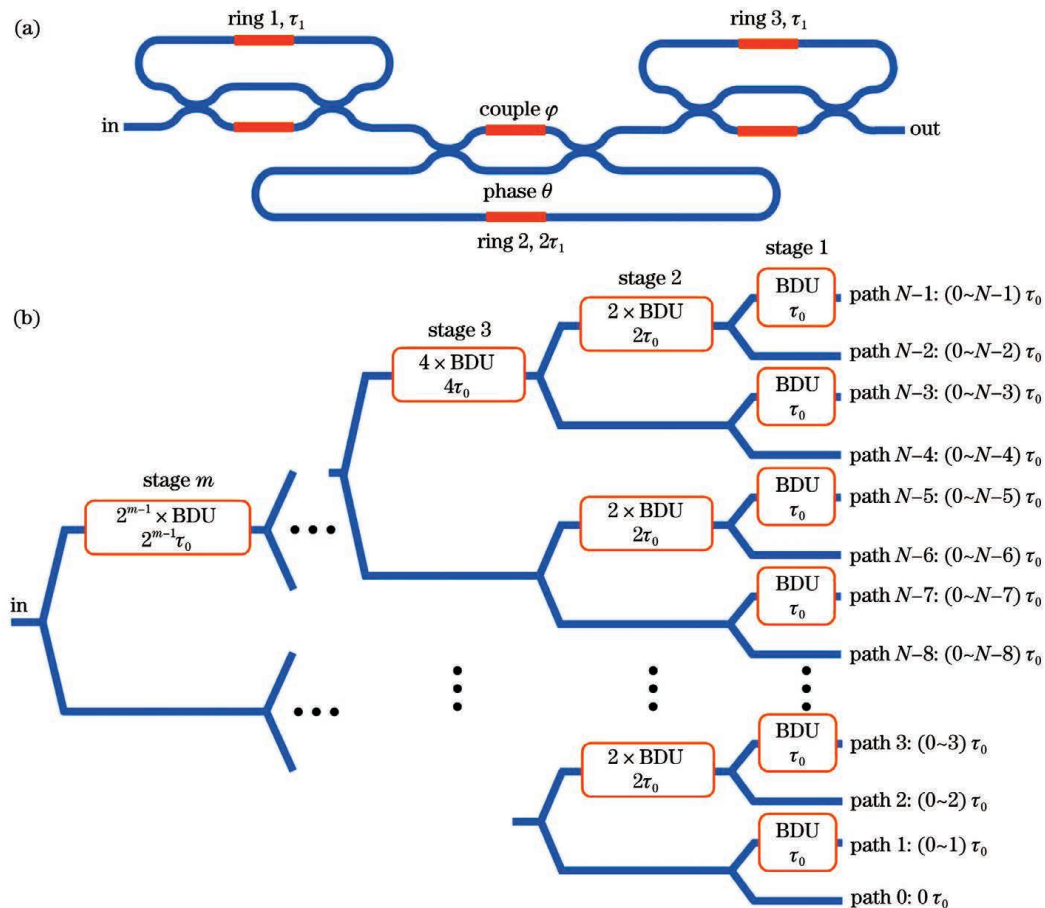 (a)
ring 1, τ₁
ring 3, τ₁
in
couple φ
out
phase θ
ring 2, 2τ₁
(b)
stage 1
BDU
τ₀
path N−1: (0~N−1) τ₀
stage 2
2 × BDU
2τ₀
path N−2: (0~N−2) τ₀
stage 3
4 × BDU
4τ₀
BDU
τ₀
path N−3: (0~N−3) τ₀
path N−4: (0~N−4) τ₀
stage m
2ᵐ⁻¹ × BDU
2ᵐ⁻¹τ₀
BDU
τ₀
path N−5: (0~N−5) τ₀
2 × BDU
2τ₀
path N−6: (0~N−6) τ₀
in
BDU
τ₀
path N−7: (0~N−7) τ₀
path N−8: (0~N−8) τ₀
BDU
τ₀
path 3: (0~3) τ₀
2 × BDU
2τ₀
path 2: (0~2) τ₀
BDU
τ₀
path 1: (0~1) τ₀
path 0: 0 τ₀